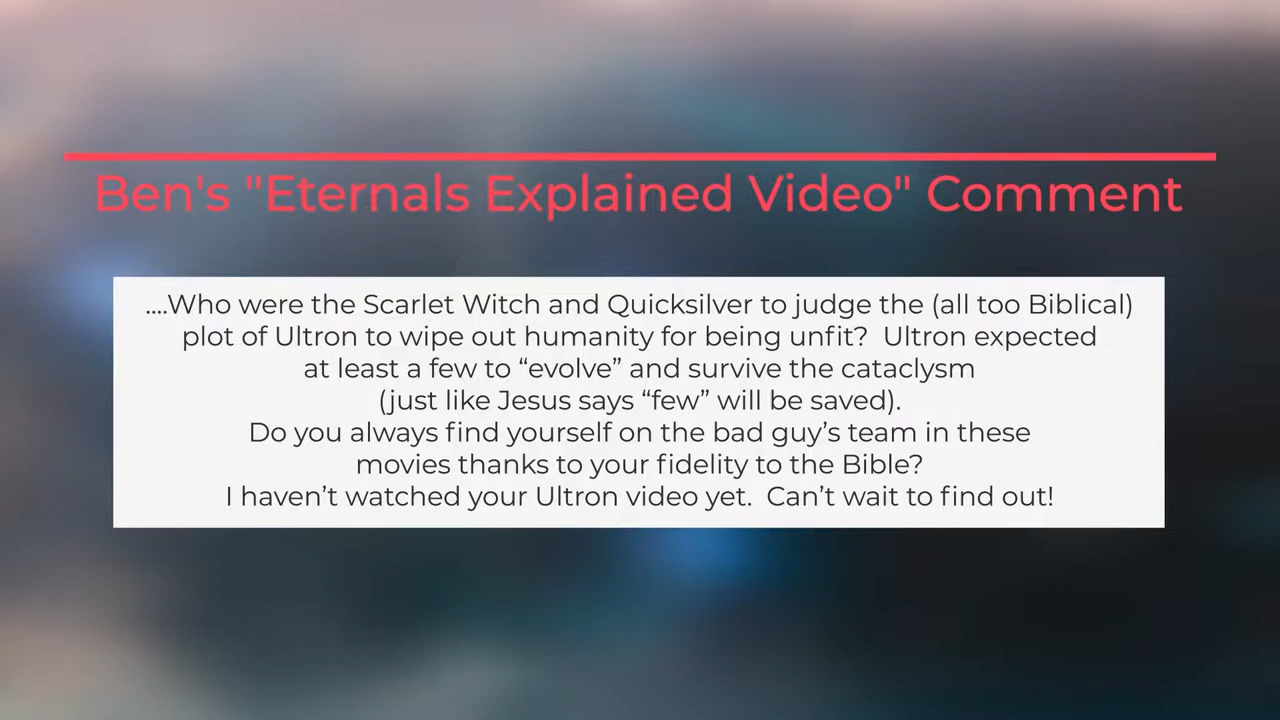 Ben's "Eternals Explained Video" Comment
....Who were the Scarlet Witch and Quicksilver to judge the (all too Biblical)
plot of Ultron to wipe out humanity for being unfit?  Ultron expected
at least a few to “evolve” and survive the cataclysm
(just like Jesus says “few” will be saved).
Do you always find yourself on the bad guy’s team in these
movies thanks to your fidelity to the Bible?
I haven’t watched your Ultron video yet.  Can’t wait to find out!